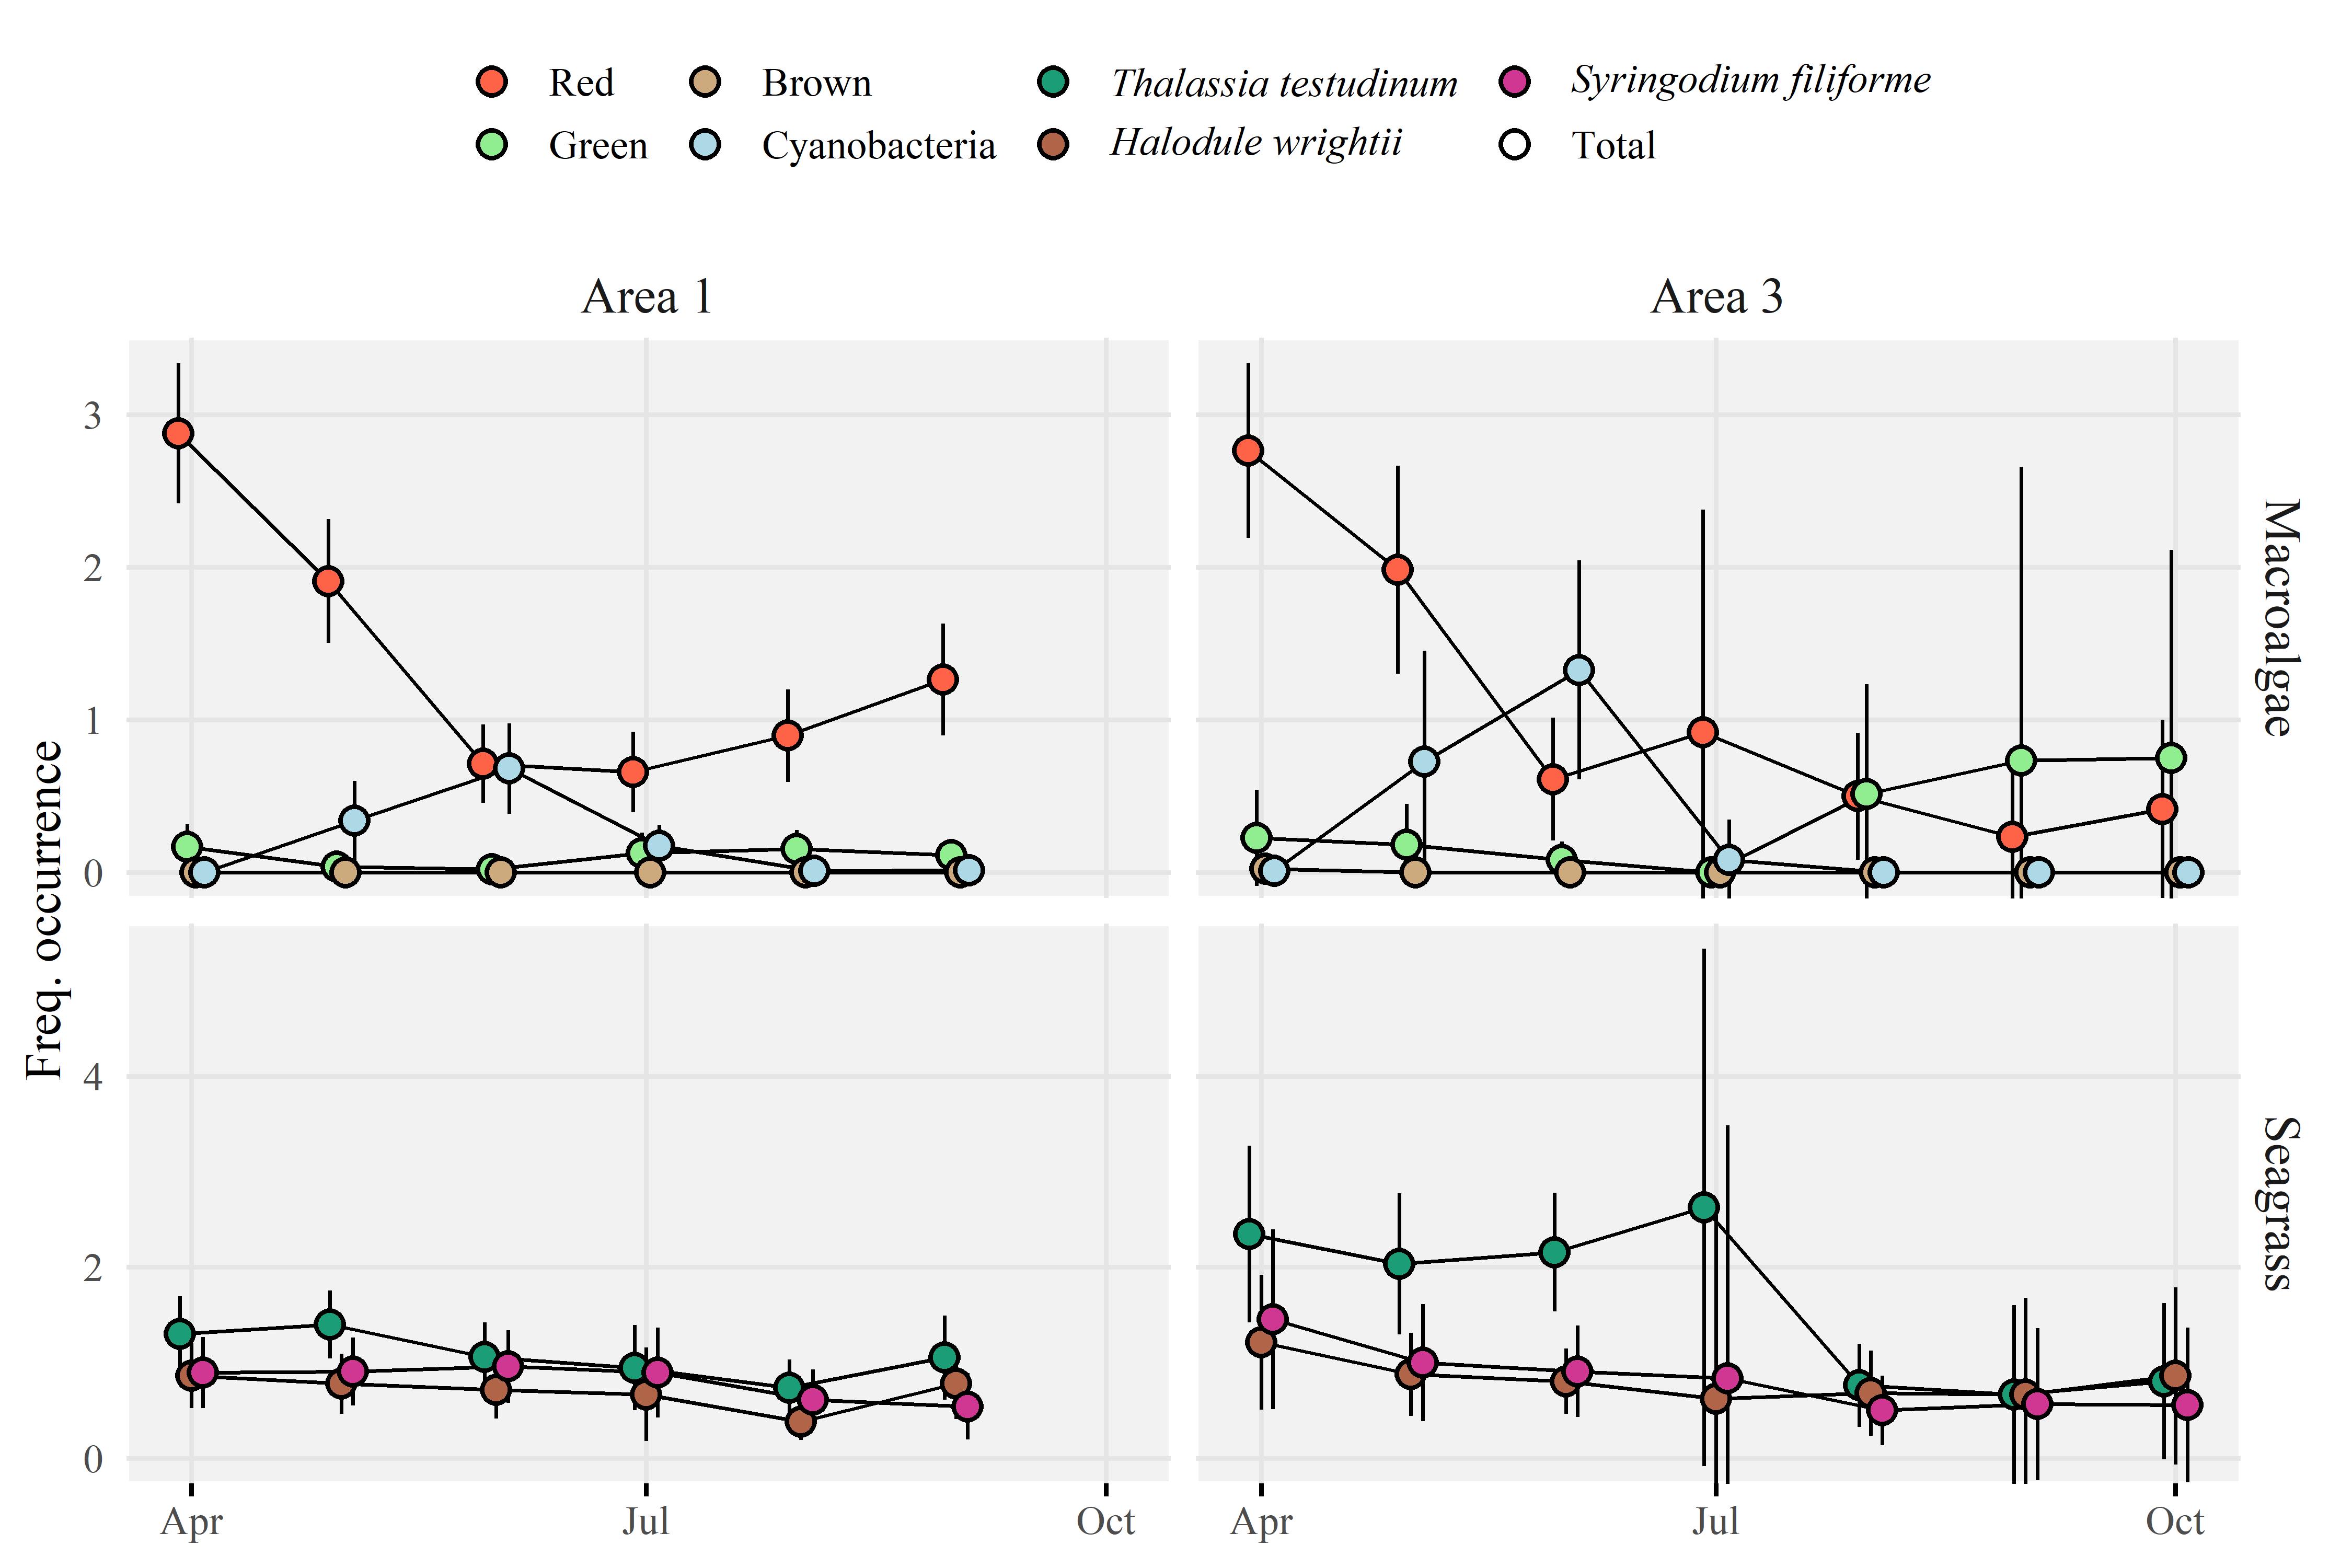 Red Brown Thalassia testudinum Syringodium filiforme
Green Cyanobacteria Halodule wrightii Total
Area 1 Area 3
Freq. occurrence
3
2
1
0
Macroalgae
4
2
0
Seagrass
Apr Jul Oct Apr Jul Oct